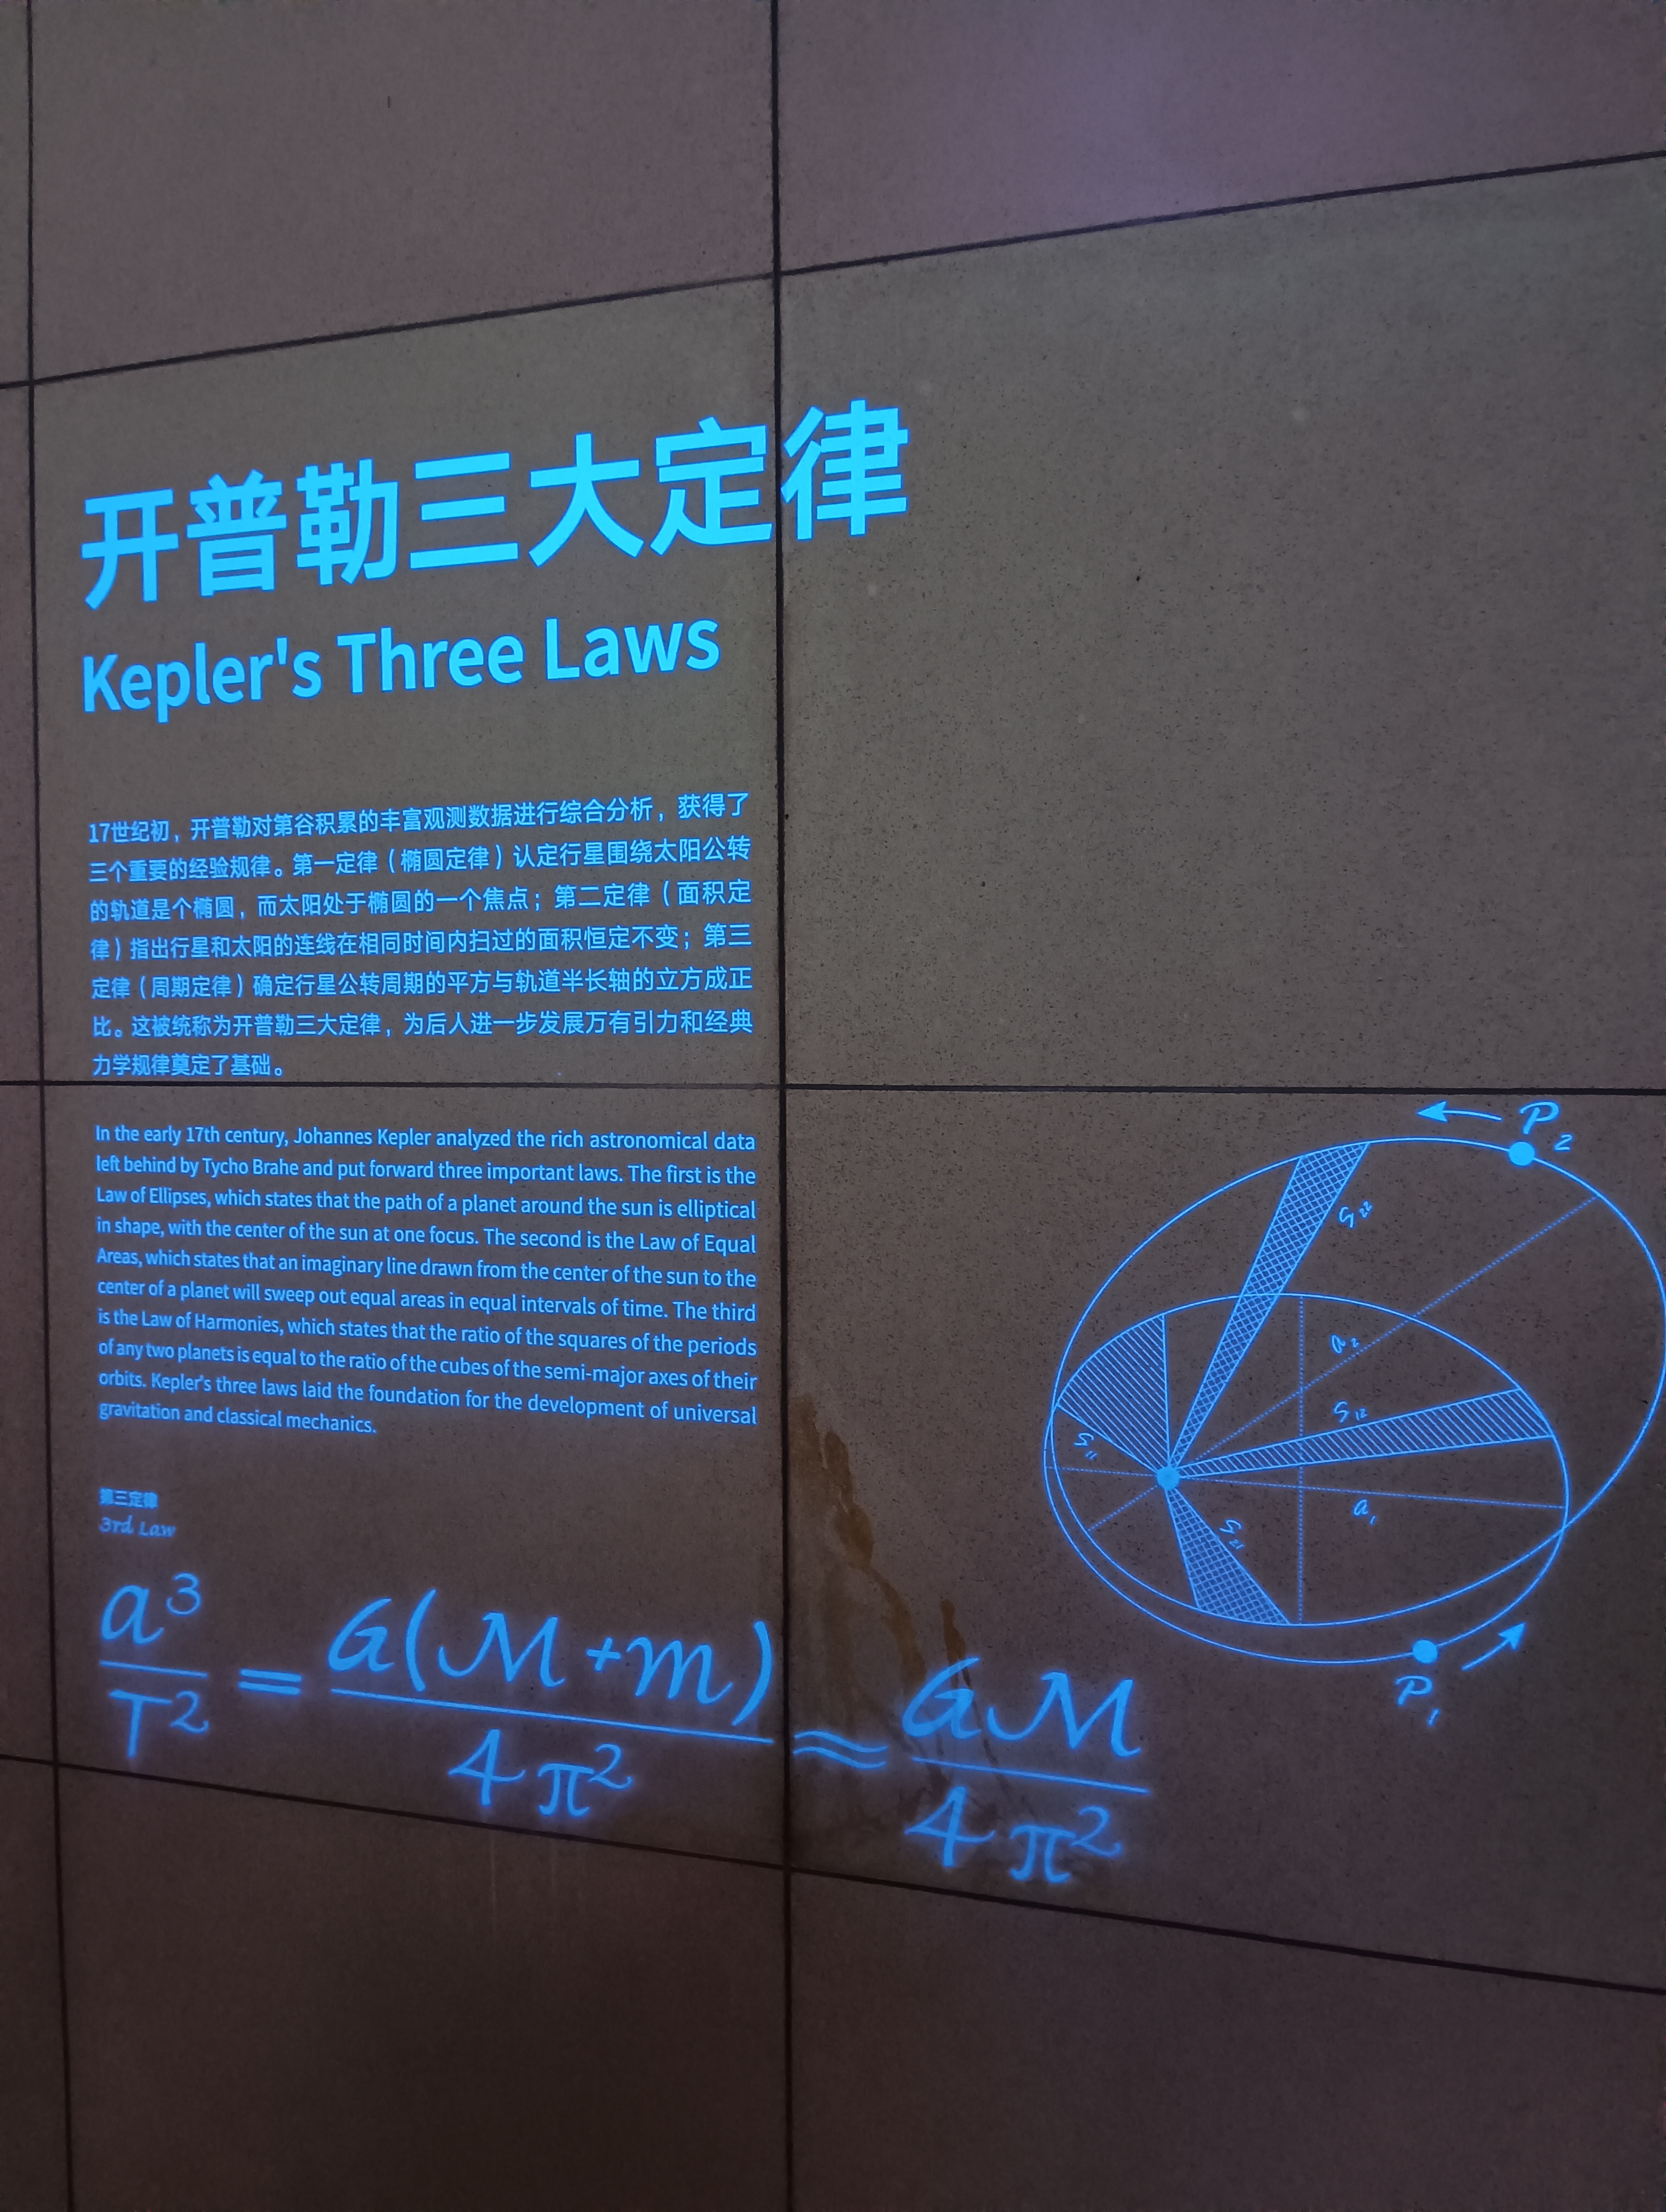 开普勒三大定律
Kepler's Three Laws
17世纪初，开普勒对第谷积累的丰富观测数据进行综合分析，获得了
三个重要的经验规律。第一定律（椭圆定律）认定行星围绕太阳公转
的轨道是个椭圆，而太阳处于椭圆的一个焦点；第二定律（面积定
律）指出行星和太阳的连线在相同时间内扫过的面积恒定不变；第三
定律（周期定律）确定行星公转周期的平方与轨道半长轴的立方成正
比。这被统称为开普勒三大定律，为后人进一步发展万有引力和经典
力学规律奠定了基础。
In the early 17th century, Johannes Kepler analyzed the rich astronomical data
left behind by Tycho Brahe and put forward three important laws. The first is the
Law of Ellipses, which states that the path of a planet around the sun is elliptical
in shape, with the center of the sun at one focus. The second is the Law of Equal
Areas, which states that an imaginary line drawn from the center of the sun to the
center of a planet will sweep out equal areas in equal intervals of time. The third
is the Law of Harmonies, which states that the ratio of the squares of the periods
of any two planets is equal to the ratio of the cubes of the semi-major axes of their
orbits. Kepler's three laws laid the foundation for the development of universal
gravitation and classical mechanics.
第三定律
3rd Law
a³/T² = G(M+m)/4π² ≈ GM/4π²
P₂
S₂₂
a₂
S₁₂
S₁₁
a₁
S₂₁
P₁